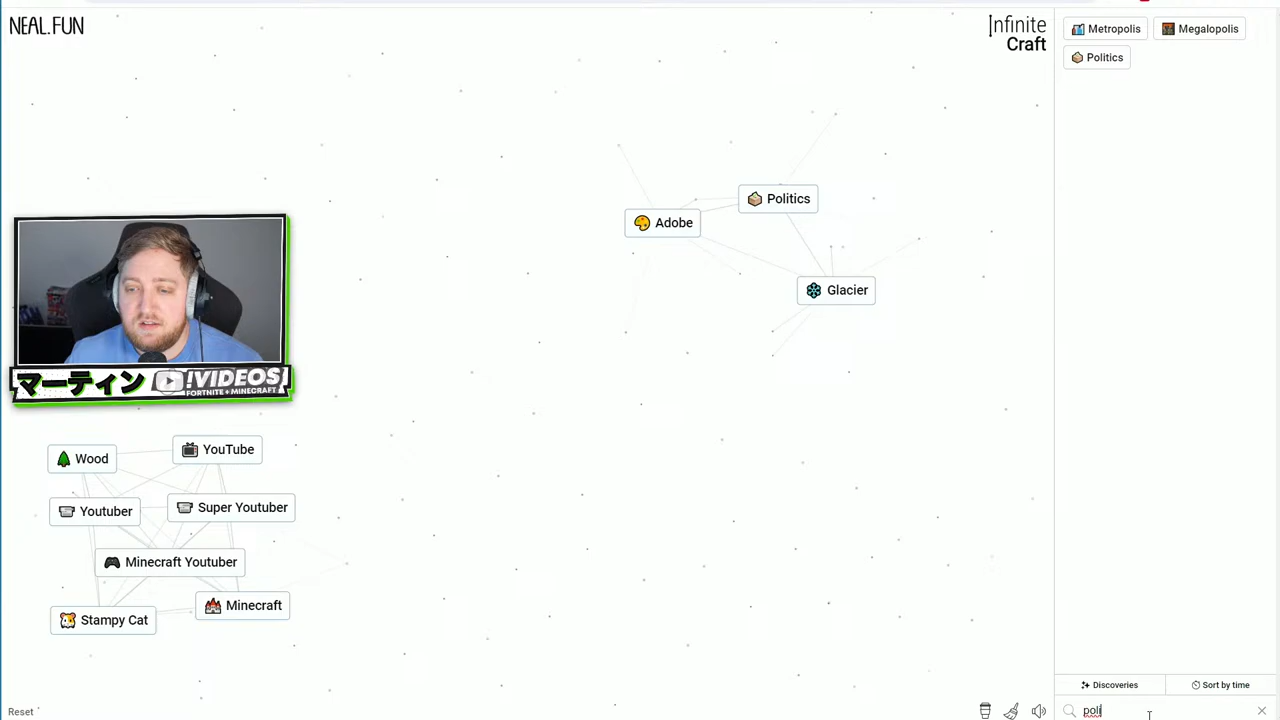 NEAL.FUN
Infinite
Craft
Metropolis
Megalopolis
Politics
Politics
Adobe
Glacier
マーティン !VIDEOS
FORTNITE + MINECRAFT
Wood
YouTube
Youtuber
Super Youtuber
Minecraft Youtuber
Stampy Cat
Minecraft
Reset
Discoveries
Sort by time
poli